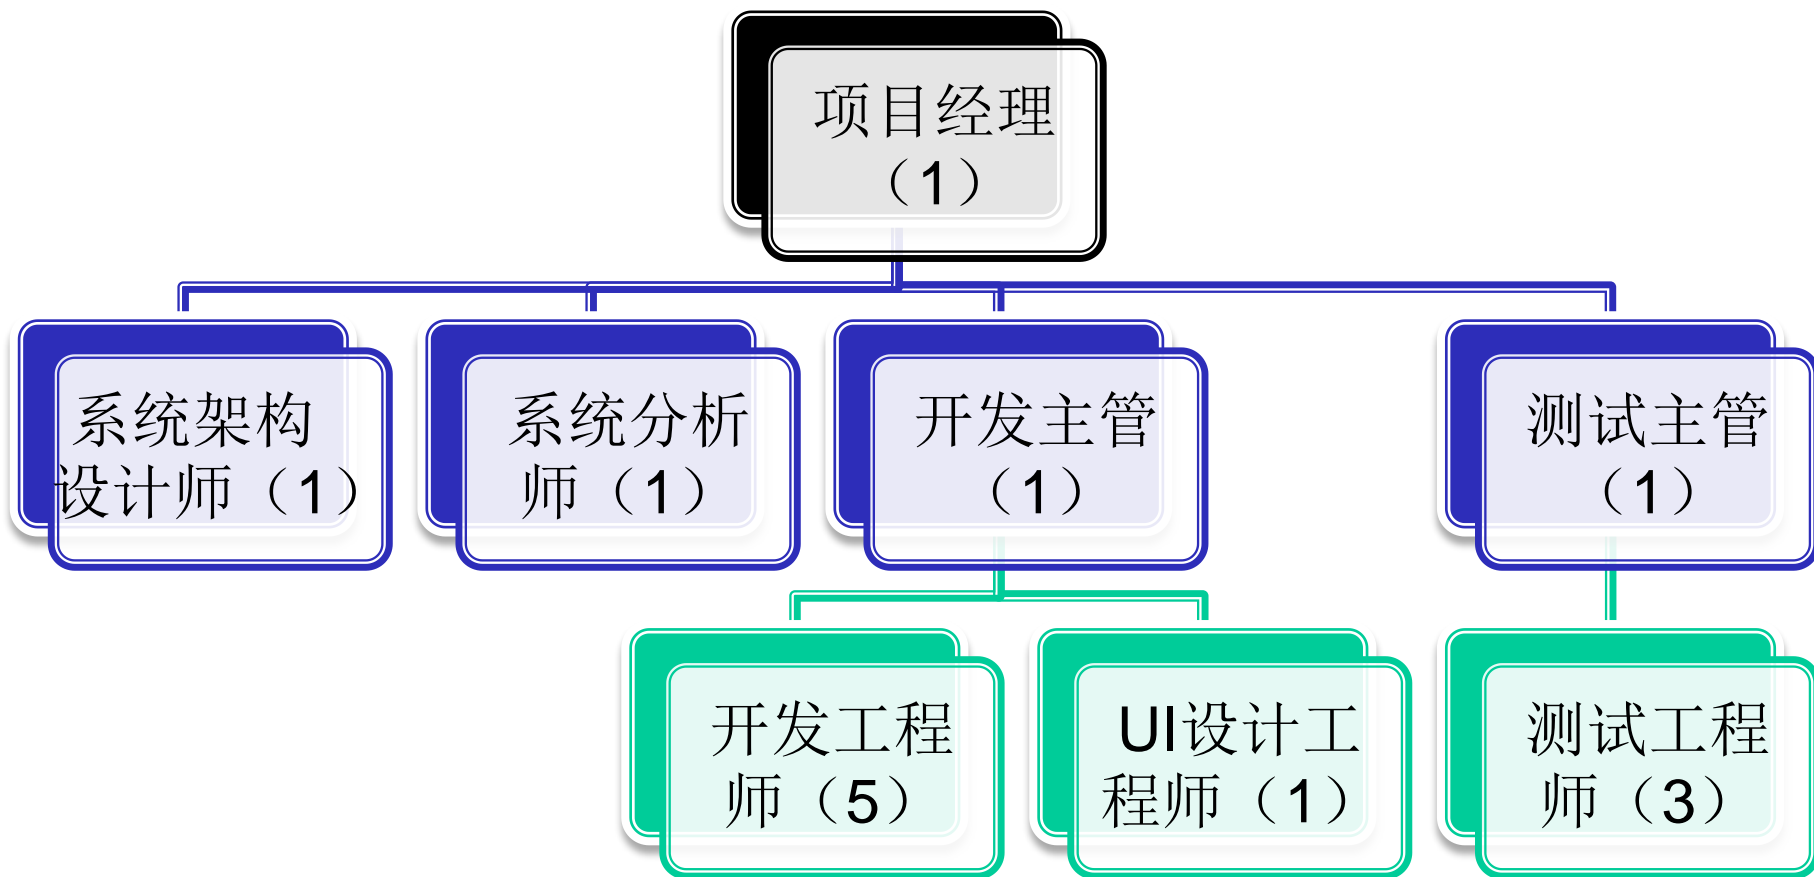 项目经理
（1）
系统架构
设计师（1）
系统分析
师（1）
开发主管
（1）
测试主管
（1）
开发工程
师（5）
UI设计工
程师（1）
测试工程
师（3）